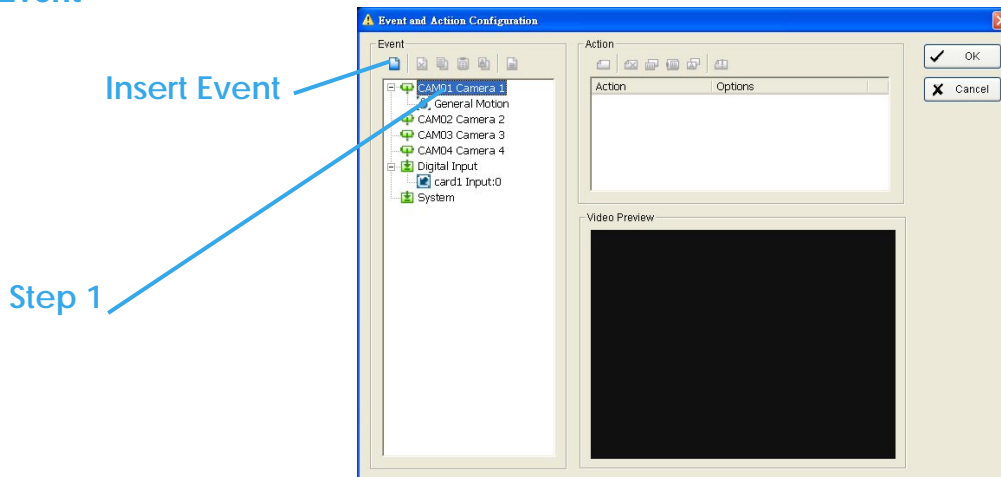 Event
Event and Actiion Configuration
Event
Action
OK
Cancel
Insert Event
Action Options
CAM01 Camera 1
General Motion
CAM02 Camera 2
CAM03 Camera 3
CAM04 Camera 4
Digital Input
card1 Input:0
System
Video Preview
Step 1